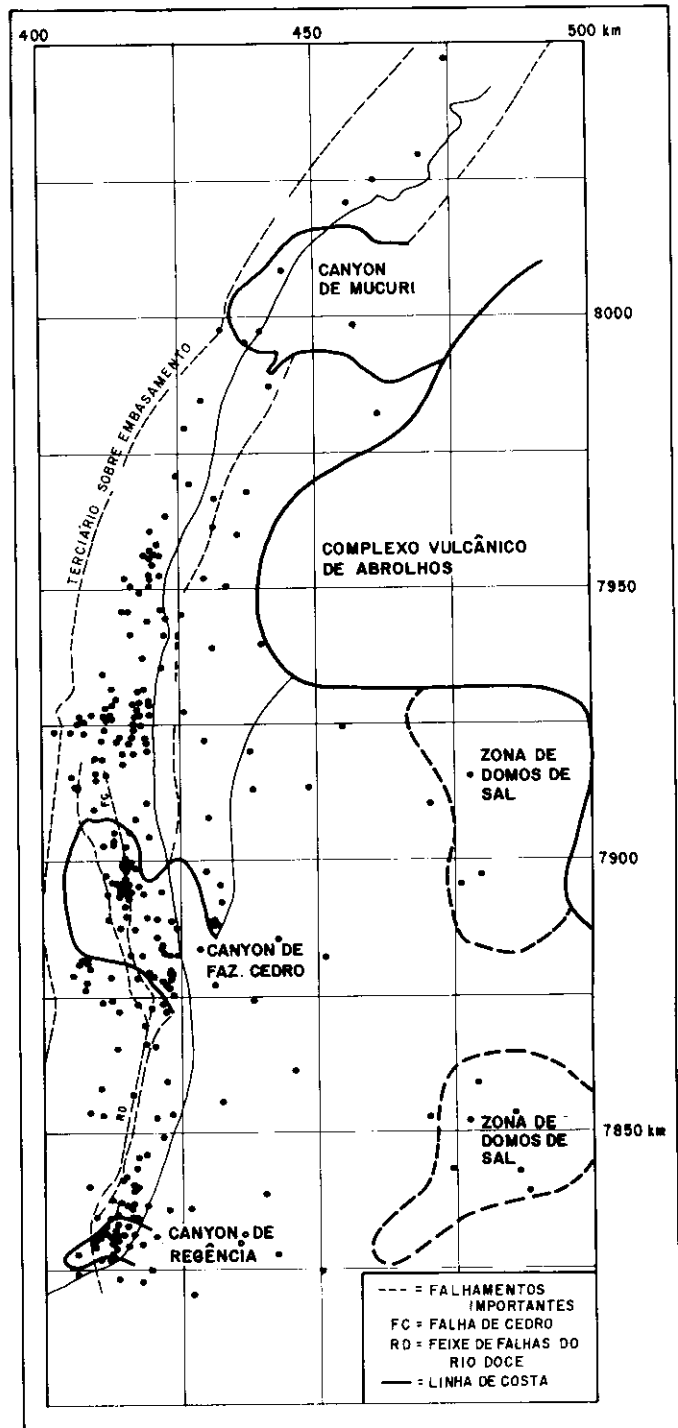 400
450
500 km
CANYON
DE MUCURI
8000
TERCIÁRIO SOBRE EMBASAMENTO
COMPLEXO VULCÂNICO
DE ABROLHOS
7950
ZONA DE
DOMOS DE
SAL
FC
7900
CANYON DE
FAZ. CEDRO
RD
ZONA DE
DOMOS DE
SAL
7850 km
CANYON DE
REGÊNCIA
--- = FALHAMENTOS
IMPORTANTES
FC = FALHA DE CEDRO
RD = FEIXE DE FALHAS DO
RIO DOCE
— = LINHA DE COSTA